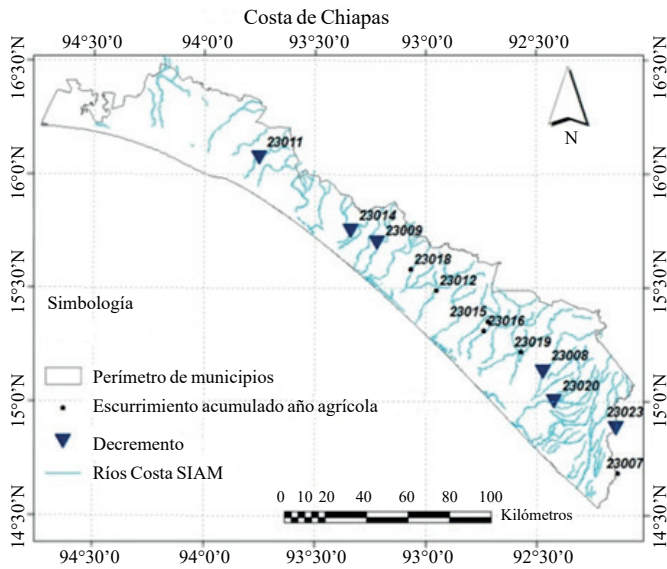 Costa de Chiapas
94°30’0”W 94°0’0”W 93°30’0”W 93°0’0”W 92°30’0”W
16°30’N
16°30’N
N
23011
16°0’N
16°0’N
23014
23009
23018
23012
15°30’N
15°30’N
Simbología
23015
23016
23019
23008
Perímetro de municipios
23020
15°0’N
15°0’N
Escurrimiento acumulado año agrícola
23023
Decremento
Ríos Costa SIAM
23007
0 10 20 40 60 80 100
Kilómetros
14°30’N
14°30’N
94°30’0”W 94°0’0”W 93°30’0”W 93°0’0”W 92°30’0”W